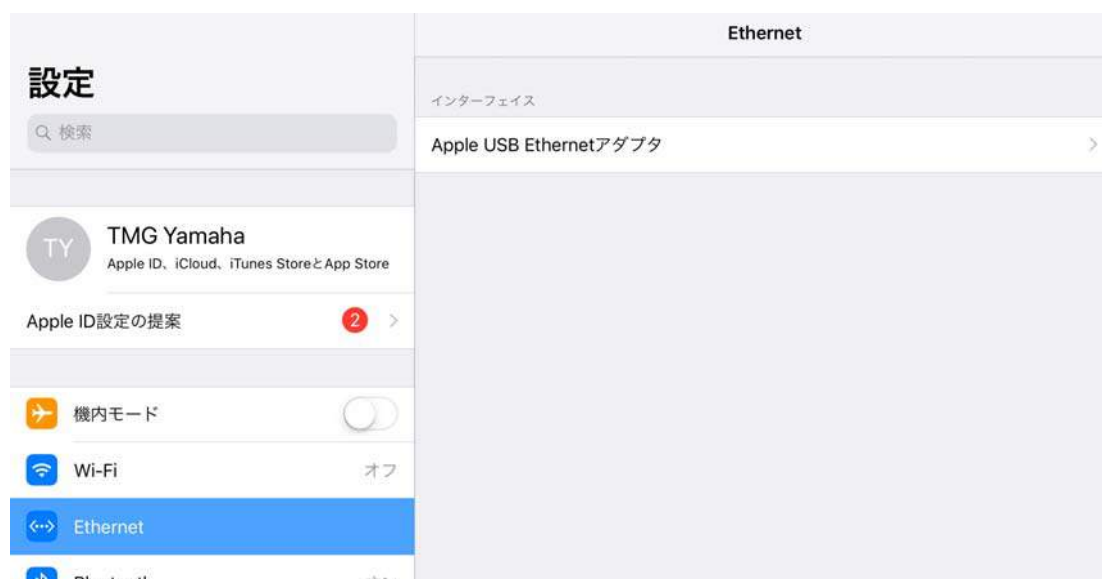 設定
検索
TY
TMG Yamaha
Apple ID、iCloud、iTunes StoreとApp Store
Apple ID設定の提案
2
機内モード
Wi-Fi
オフ
Ethernet
Ethernet
インターフェイス
Apple USB Ethernetアダプタ